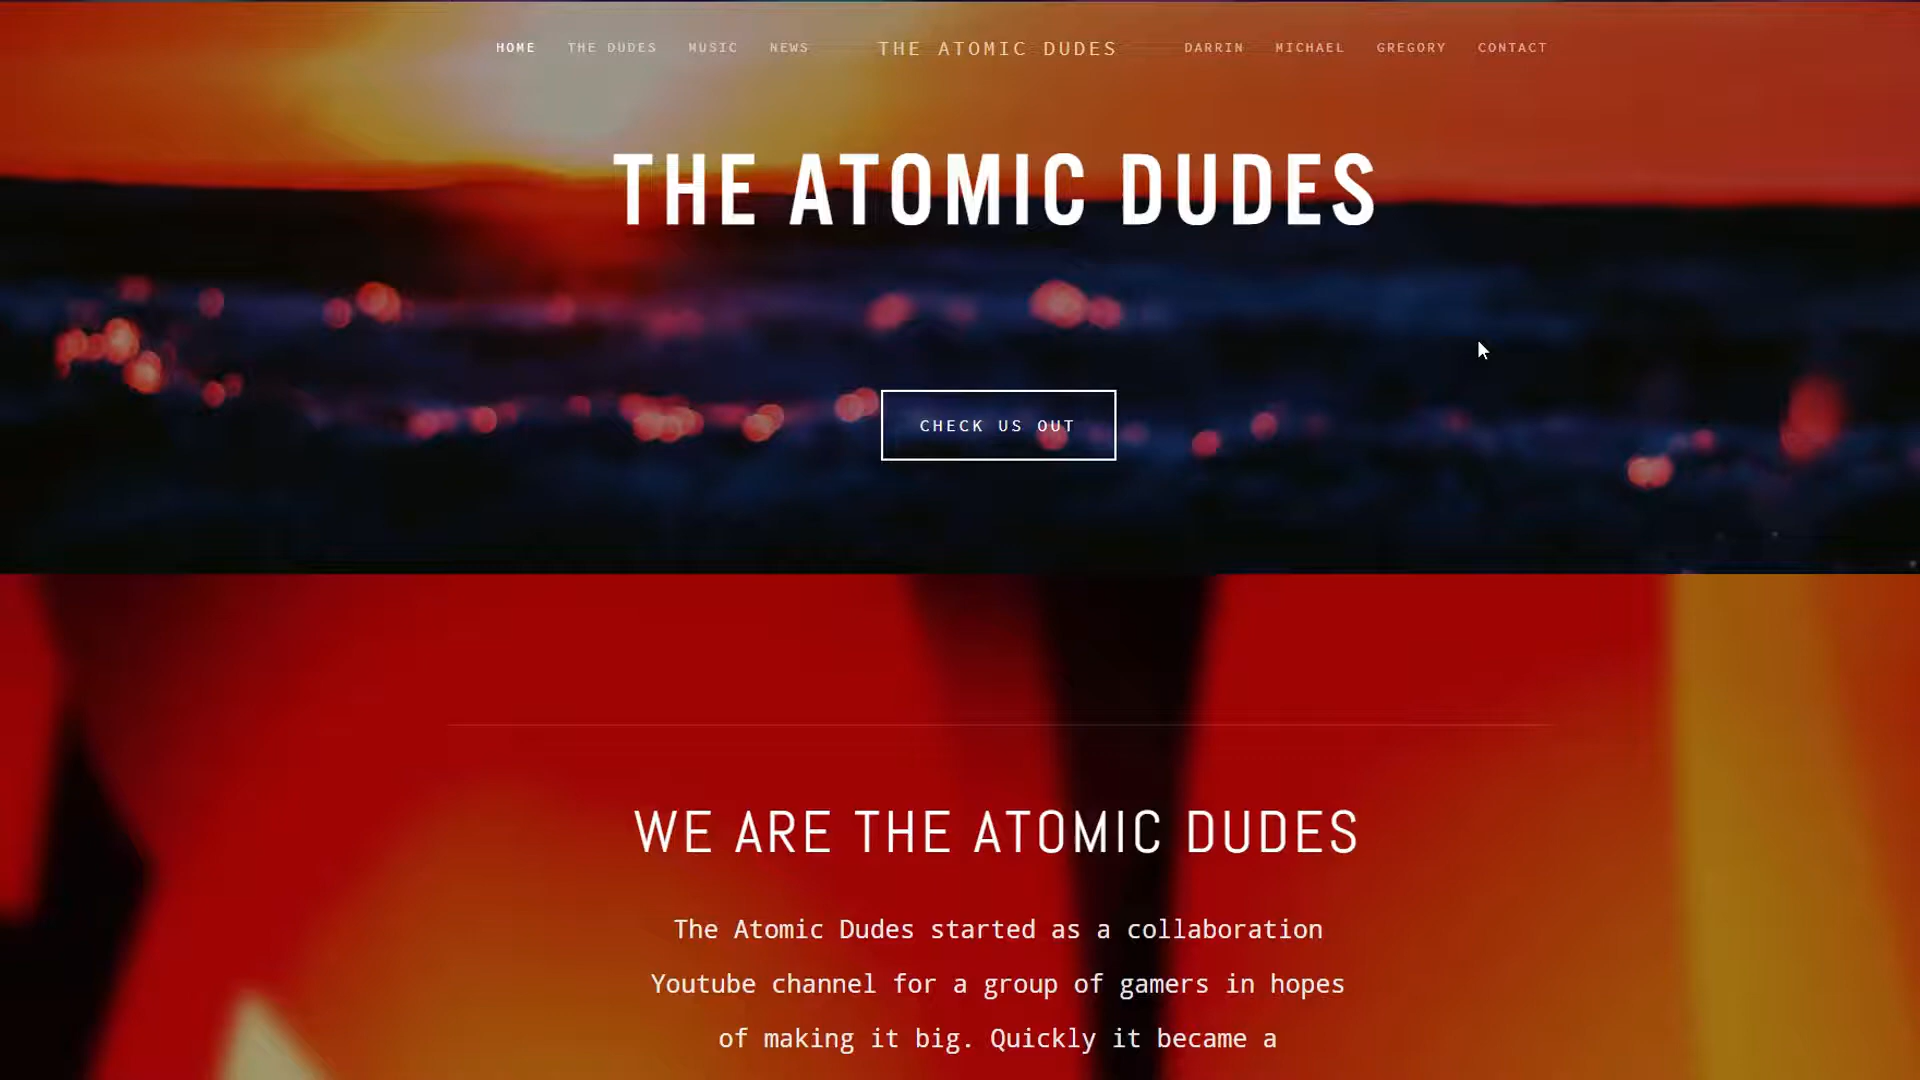 HOME THE DUDES MUSIC NEWS THE ATOMIC DUDES DARRIN MICHAEL GREGORY CONTACT
THE ATOMIC DUDES
CHECK US OUT
WE ARE THE ATOMIC DUDES
The Atomic Dudes started as a collaboration
Youtube channel for a group of gamers in hopes
of making it big. Quickly it became a